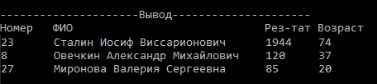 ----------------------Вывод----------------------
Номер ФИО Рез-тат Возраст
23 Сталин Иосиф Виссарионович 1944 74
8 Овечкин Александр Михайлович 120 37
27 Миронова Валерия Сергеевна 85 20